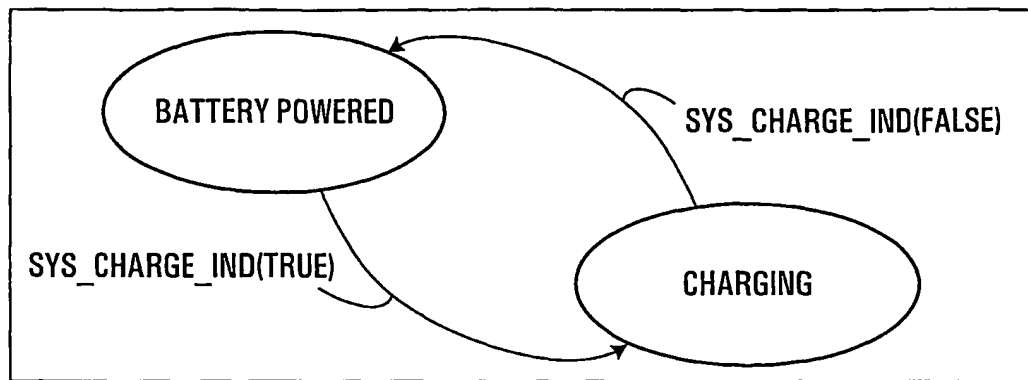 BATTERY POWERED
SYS_CHARGE_IND(FALSE)
SYS_CHARGE_IND(TRUE)
CHARGING